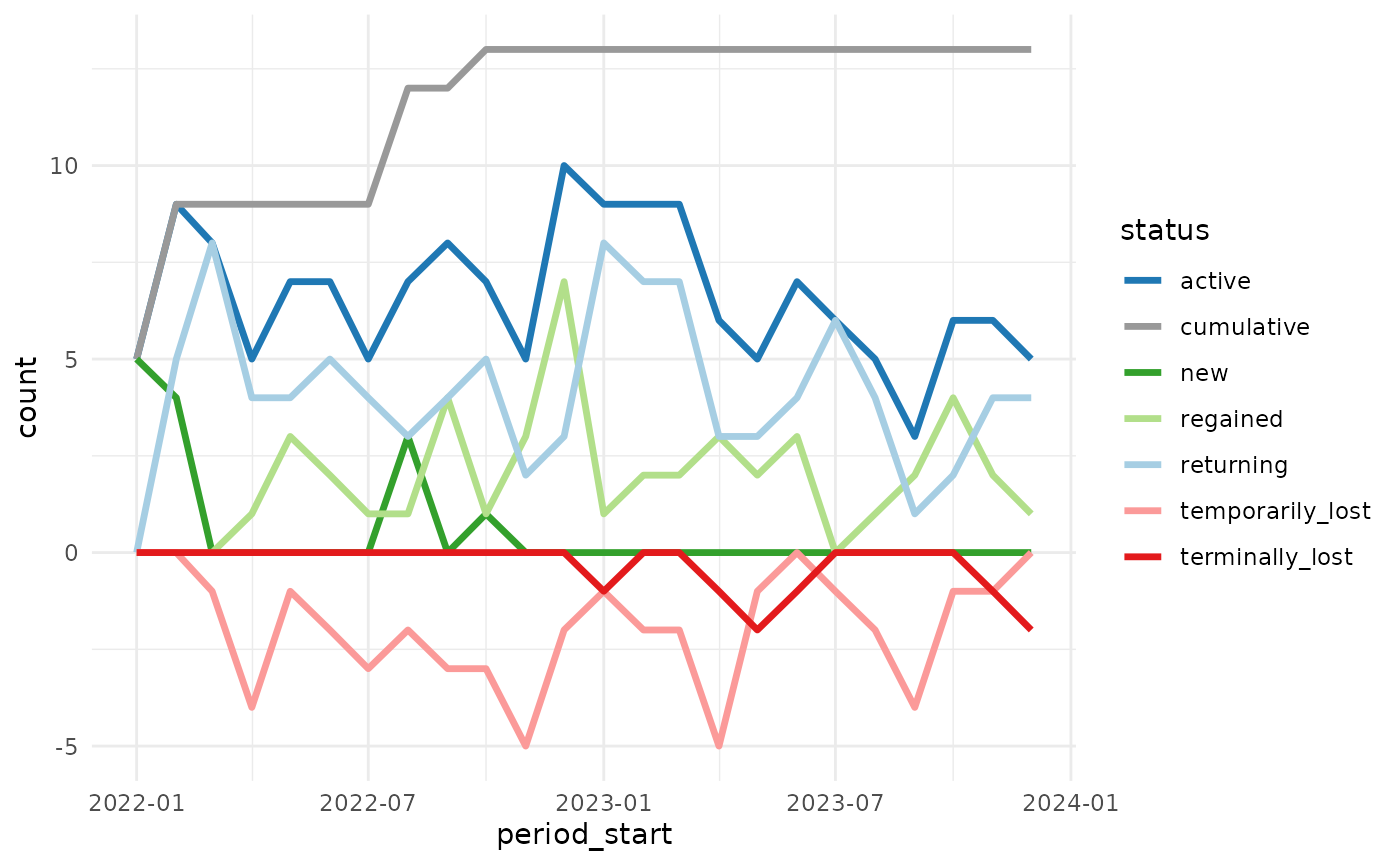 10
5
0
-5
count
2022-01
2022-07
2023-01
2023-07
2024-01
period_start
status
active
cumulative
new
regained
returning
temporarily_lost
terminally_lost